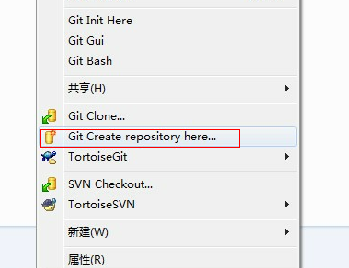 Git Init Here
Git Gui
Git Bash
共享(H)
Git Clone...
Git Create repository here...
TortoiseGit
SVN Checkout...
TortoiseSVN
新建(W)
属性(R)